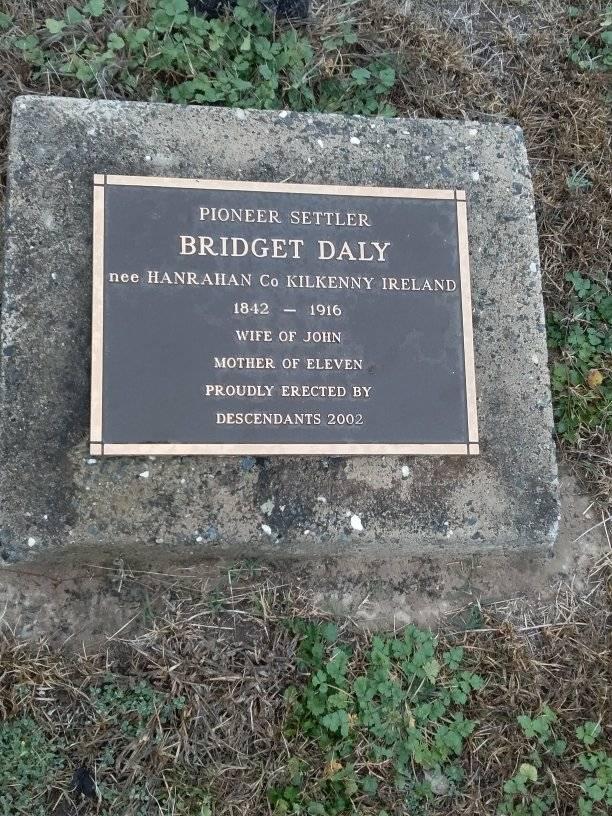 PIONEER SETTLER
BRIDGET DALY
nee HANRAHAN Co KILKENNY IRELAND
1842 — 1916
WIFE OF JOHN
MOTHER OF ELEVEN
PROUDLY ERECTED BY
DESCENDANTS 2002